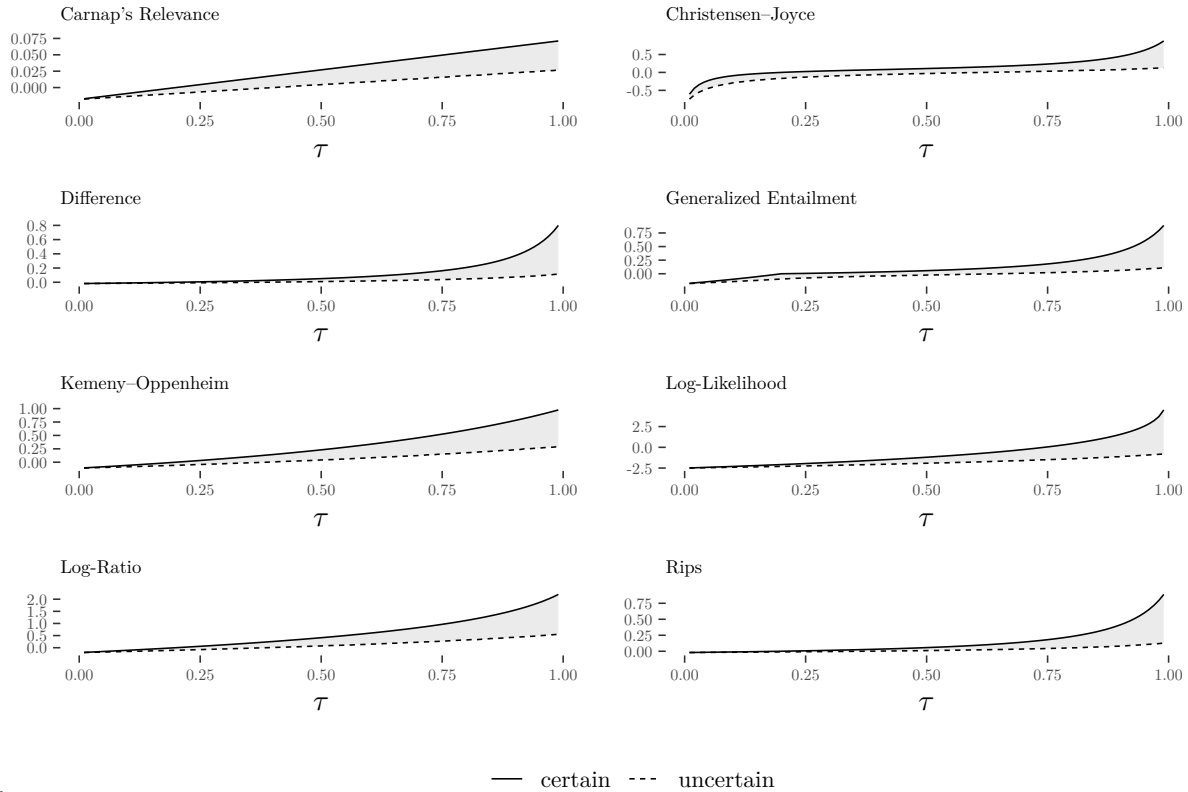 Carnap's Relevance
0.075
0.050
0.025
0.000
0.00 0.25 0.50 0.75 1.00
τ
Christensen–Joyce
0.5
0.0
-0.5
0.00 0.25 0.50 0.75 1.00
τ
Difference
0.8
0.6
0.4
0.2
0.0
0.00 0.25 0.50 0.75 1.00
τ
Generalized Entailment
0.75
0.50
0.25
0.00
0.00 0.25 0.50 0.75 1.00
τ
Kemeny–Oppenheim
1.00
0.75
0.50
0.25
0.00
0.00 0.25 0.50 0.75 1.00
τ
Log-Likelihood
2.5
0.0
-2.5
0.00 0.25 0.50 0.75 1.00
τ
Log-Ratio
2.0
1.5
1.0
0.5
0.0
0.00 0.25 0.50 0.75 1.00
τ
Rips
0.75
0.50
0.25
0.00
0.00 0.25 0.50 0.75 1.00
τ
certain uncertain